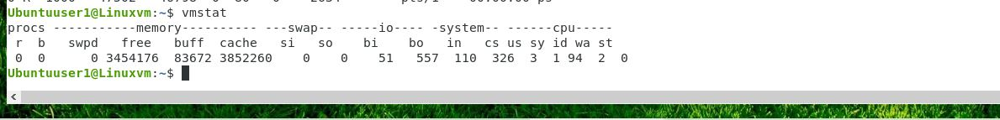 Ubuntuuser1@Linuxvm:~$ vmstat
procs -----------memory---------- ---swap-- -----io---- -system-- ------cpu-----
 r  b   swpd   free   buff  cache   si   so    bi    bo   in   cs us sy id wa st
 0  0      0 3454176  83672 3852260    0    0    51   557  110  326  3  1 94  2  0
Ubuntuuser1@Linuxvm:~$